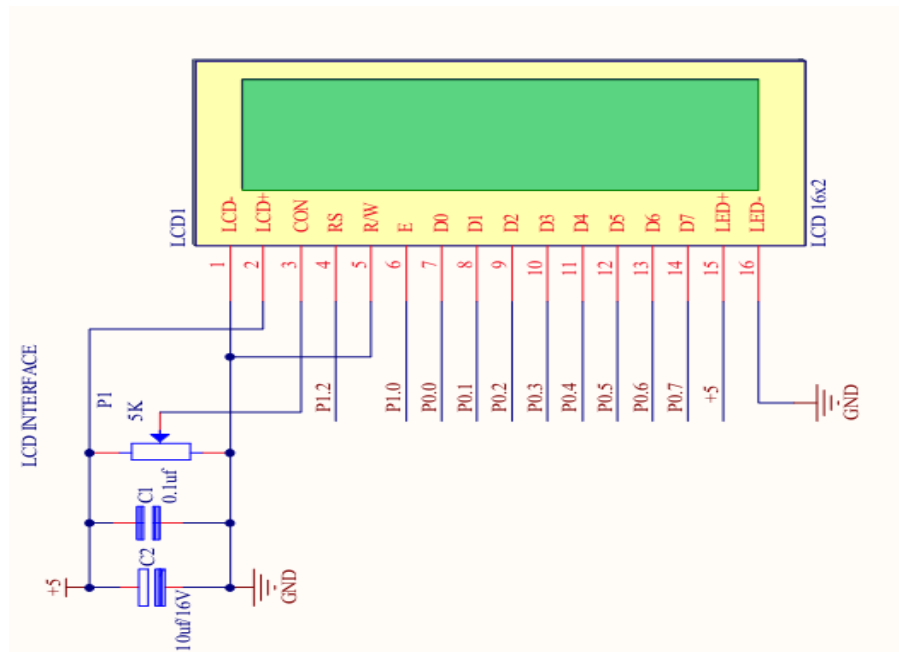 LCD1
LCD 16x2
LCD-
LCD+
CON
RS
R/W
E
D0
D1
D2
D3
D4
D5
D6
D7
LED+
LED-
1
2
3
4
5
6
7
8
9
10
11
12
13
14
15
16
LCD INTERFACE
P1
5K
P1.2
P1.0
P0.0
P0.1
P0.2
P0.3
P0.4
P0.5
P0.6
P0.7
+5
GND
C1
0.1uf
C2
10uf/16V
+5
GND